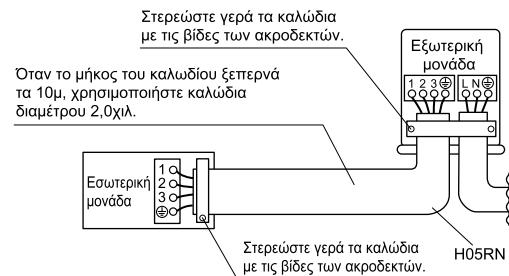 Στερεώστε γερά τα καλώδια
με τις βίδες των ακροδεκτών.
Όταν το μήκος του καλωδίου ξεπερνά
τα 10μ, χρησιμοποιήστε καλώδια
διαμέτρου 2,0χιλ.
Εξωτερική
μονάδα
1 2 3 ⏚ L N ⏚
Εσωτερική
μονάδα
1
2
3
⏚
Στερεώστε γερά τα καλώδια
με τις βίδες των ακροδεκτών.
H05RN